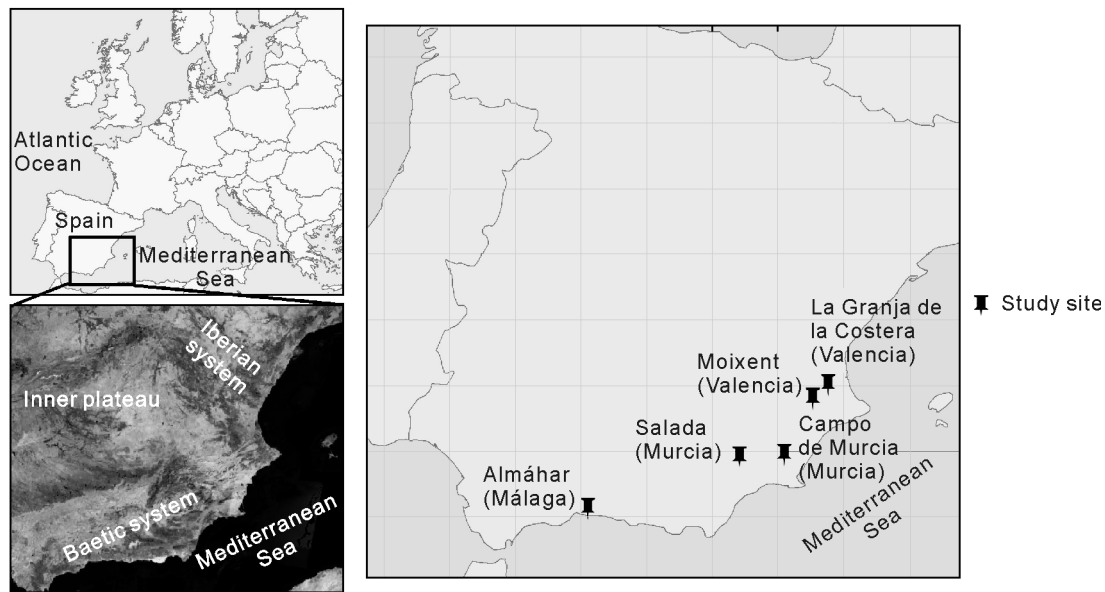 Atlantic
Ocean
Spain
Mediterranean
Sea
Iberian
system
Inner plateau
Baetic system
Mediterranean
Sea
La Granja de
la Costera
(Valencia)
Moixent
(Valencia)
Salada
(Murcia)
Campo
de Murcia
(Murcia)
Almáhar
(Málaga)
Mediterranean
Sea
Study site